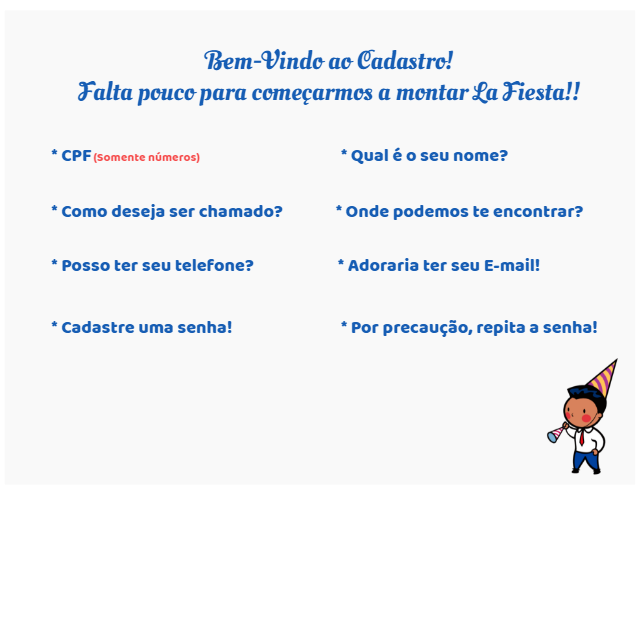 Bem-Vindo ao Cadastro!
Falta pouco para começarmos a montar La Fiesta!!
* CPF (Somente números)
* Qual é o seu nome?
* Como deseja ser chamado?
* Onde podemos te encontrar?
* Posso ter seu telefone?
* Adoraria ter seu E-mail!
* Cadastre uma senha!
* Por precaução, repita a senha!